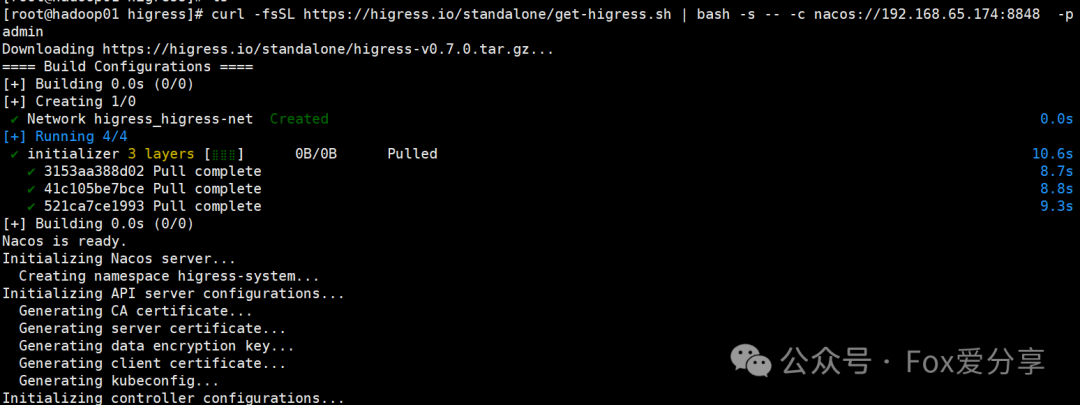 [root@hadoop01 higress]# curl -fsSL https://higress.io/standalone/get-higress.sh | bash -s -- -c nacos://192.168.65.174:8848  -p
admin
Downloading https://higress.io/standalone/higress-v0.7.0.tar.gz...
==== Build Configurations ====
[+] Building 0.0s (0/0)
[+] Creating 1/0
✔ Network higress_higress-net  Created 0.0s
[+] Running 4/4
✔ initializer 3 layers [⣿⣿⣿] 0B/0B Pulled 10.6s
✔ 3153aa388d02 Pull complete 8.7s
✔ 41c105be7bce Pull complete 8.8s
✔ 521ca7ce1993 Pull complete 9.3s
[+] Building 0.0s (0/0)
Nacos is ready.
Initializing Nacos server...
  Creating namespace higress-system...
Initializing API server configurations...
  Generating CA certificate...
  Generating server certificate...
  Generating data encryption key...
  Generating client certificate...
  Generating kubeconfig...
Initializing controller configurations...
公众号 · Fox爱分享